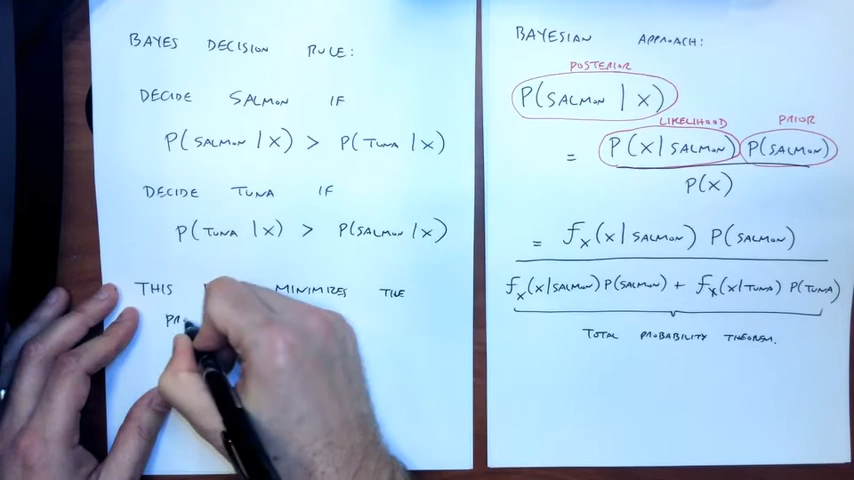 BAYES DECISION RULE:
DECIDE SALMON IF
P(SALMON | X) > P(TUNA | X)
DECIDE TUNA IF
P(TUNA | X) > P(SALMON | X)
THIS MINIMIZES THE
BAYESIAN APPROACH:
POSTERIOR
P(SALMON | X)
LIKELIHOOD PRIOR
= P(X | SALMON) P(SALMON)
P(X)
= fx(x | SALMON) P(SALMON)
fx(x | SALMON) P(SALMON) + fx(x | TUNA) P(TUNA)
TOTAL PROBABILITY THEOREM.